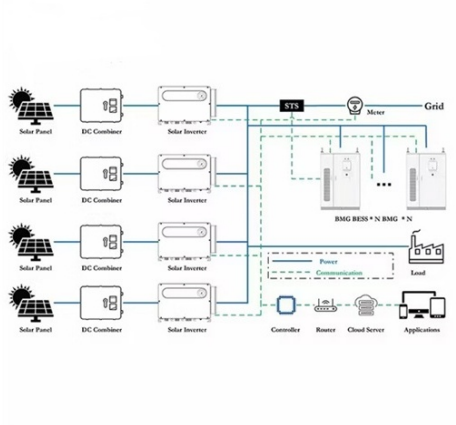 STS
Meter
Grid
Solar Panel
DC Combiner
Solar Inverter
Solar Panel
DC Combiner
Solar Inverter
BMG BESS * N BMG * N
Solar Panel
DC Combiner
Solar Inverter
Power
Communication
Load
Solar Panel
DC Combiner
Solar Inverter
Controller
Router
Cloud Server
Applications